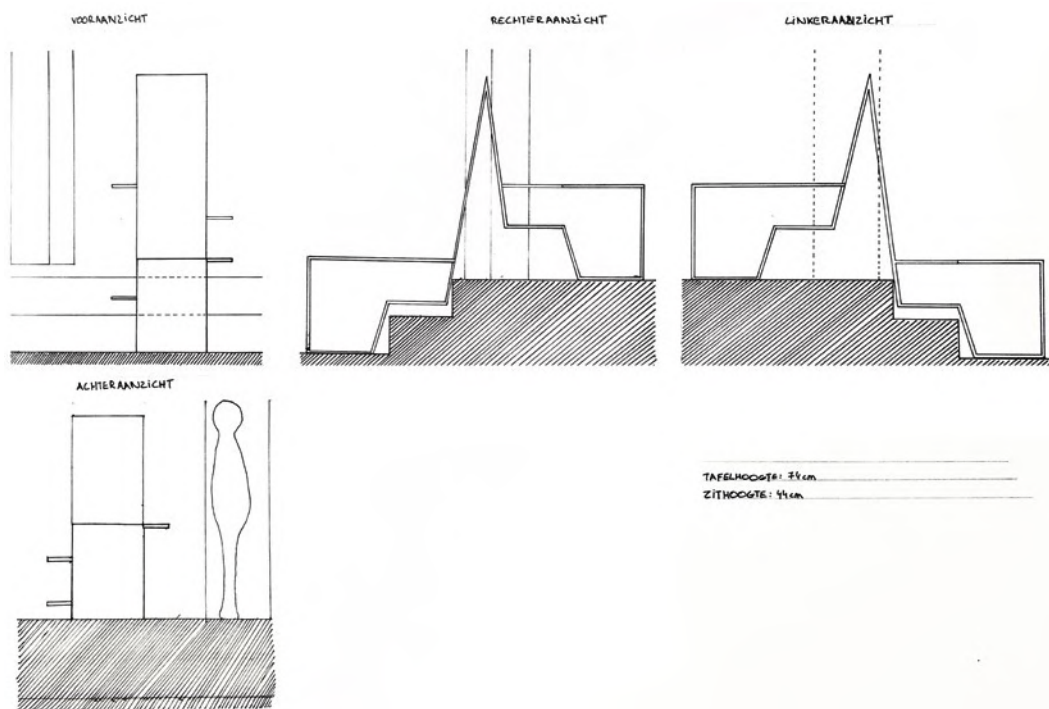 VOORAANZICHT
RECHTERAANZICHT
LINKERAANZICHT
ACHTERAANZICHT
TAFELHOOGTE: 74cm
ZITHOOGTE: 44cm